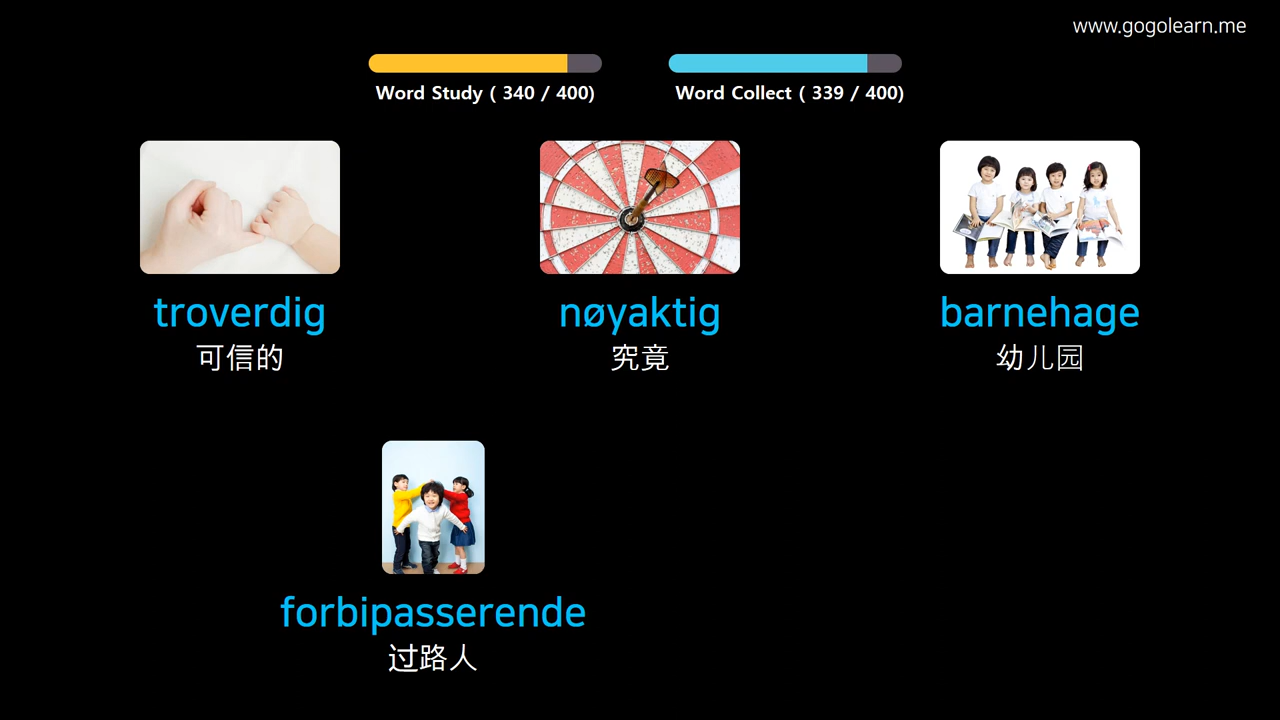 www.gogolearn.me
Word Study ( 340 / 400)
Word Collect ( 339 / 400)
troverdig
可信的
nøyaktig
究竟
barnehage
幼儿园
forbipasserende
过路人